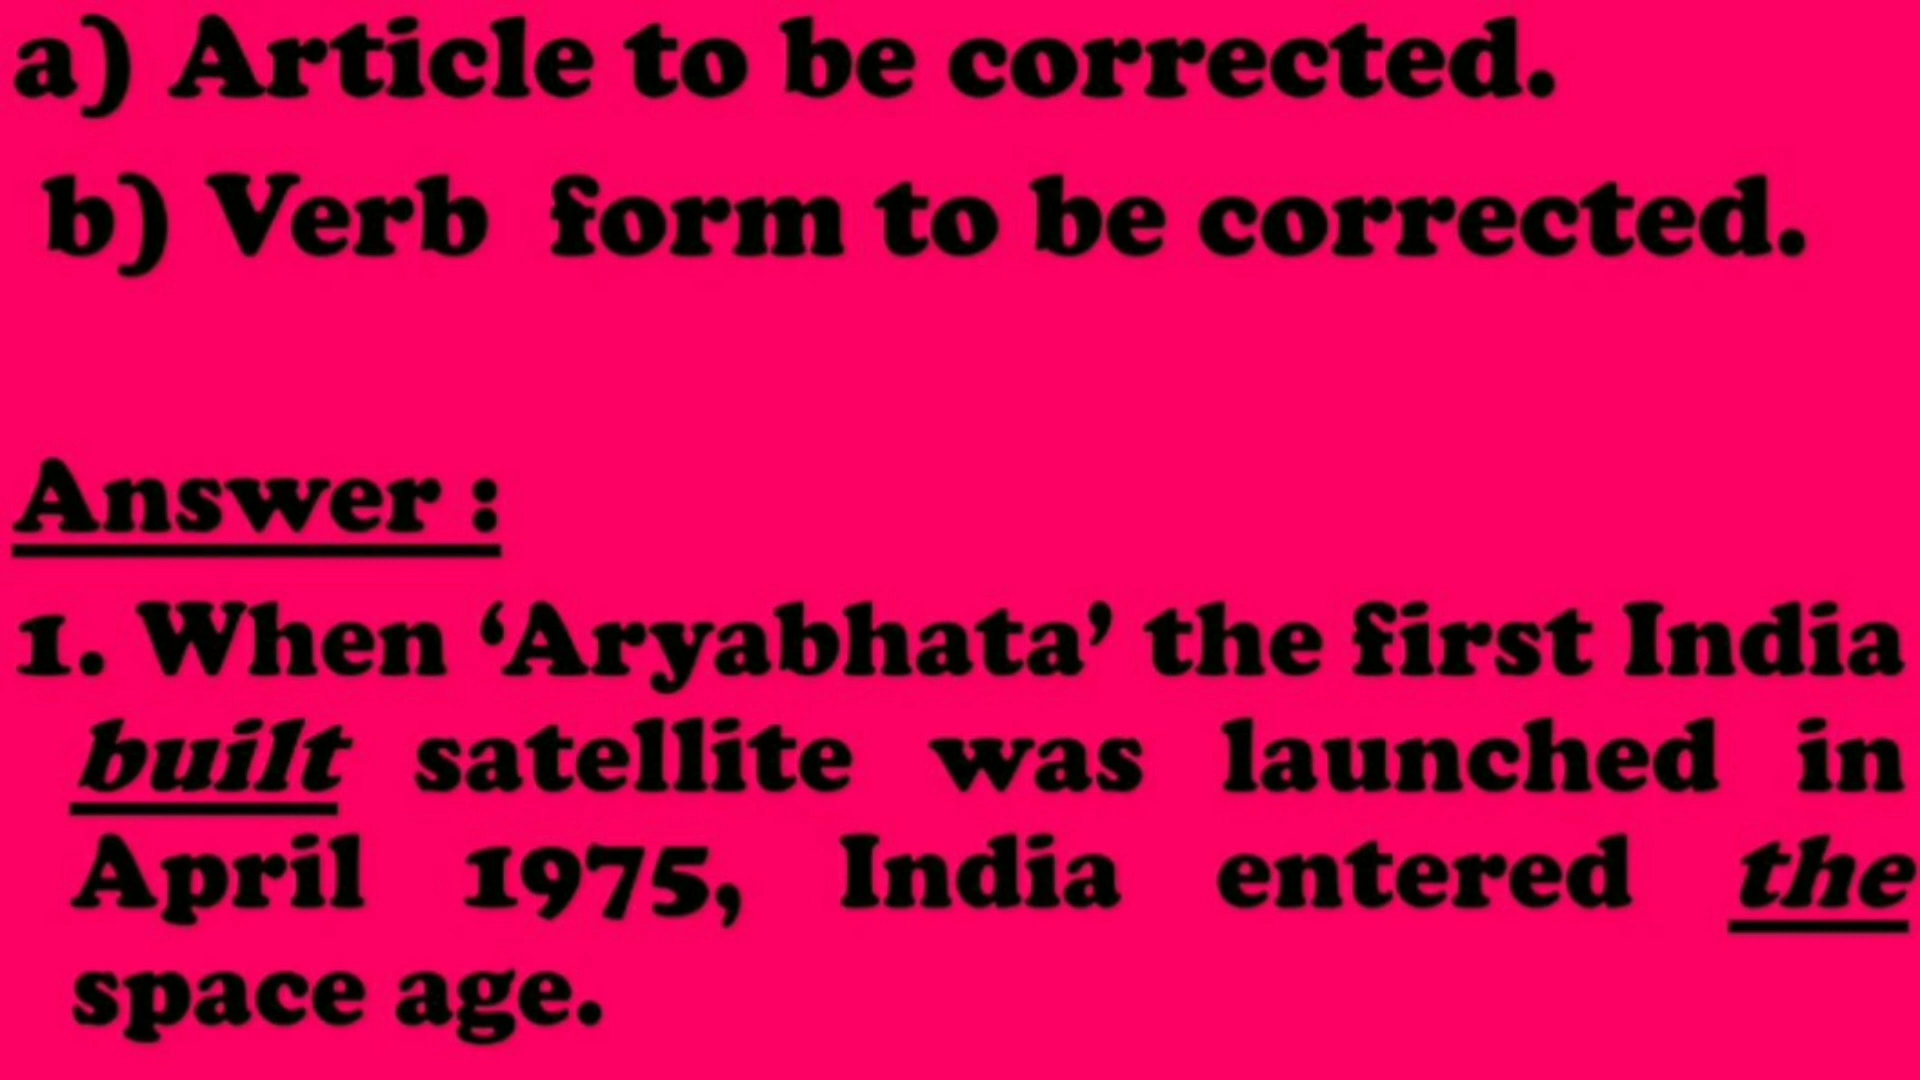 a) Article to be corrected.
b) Verb form to be corrected.
Answer :
1. When ‘Aryabhata’ the first India
built satellite was launched in
April 1975, India entered the
space age.